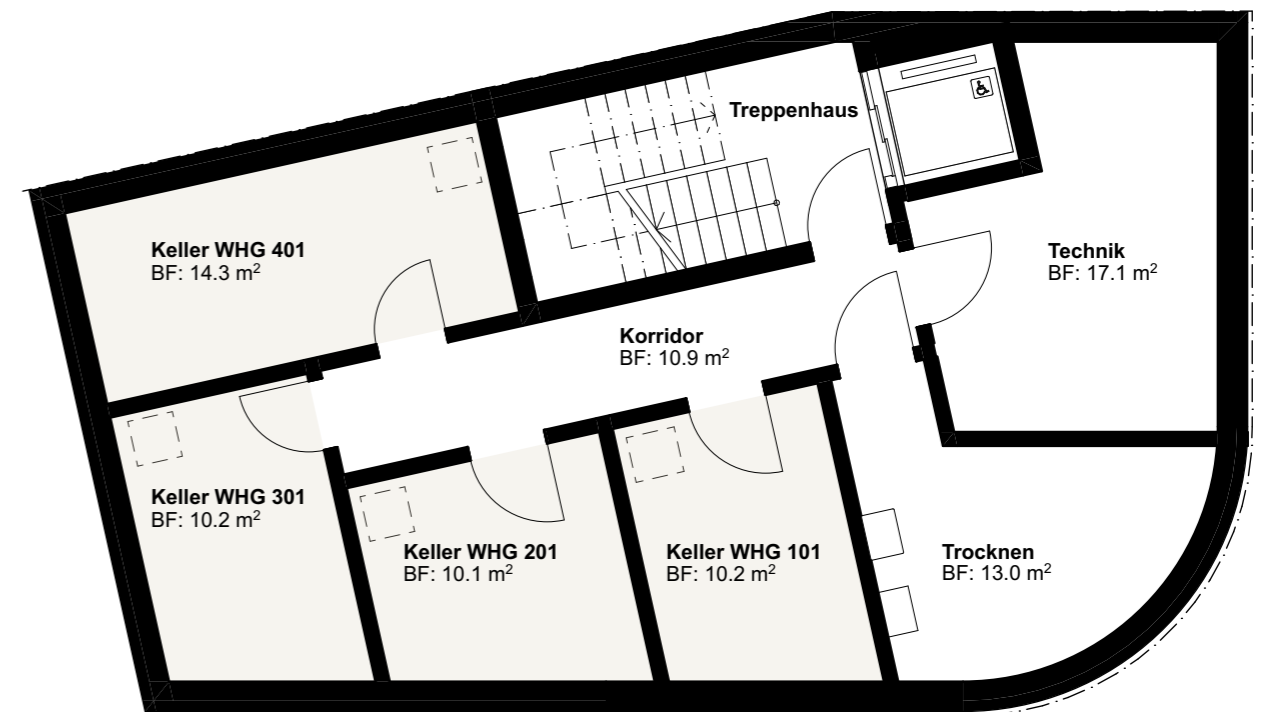 Treppenhaus
Keller WHG 401
BF: 14.3 m²
Technik
BF: 17.1 m²
Korridor
BF: 10.9 m²
Keller WHG 301
BF: 10.2 m²
Keller WHG 201
BF: 10.1 m²
Keller WHG 101
BF: 10.2 m²
Trocknen
BF: 13.0 m²